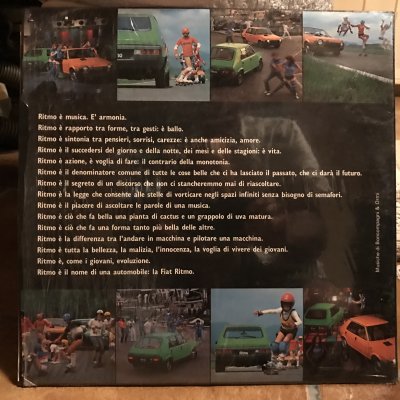 Ritmo è musica. E' armonia.
Ritmo è rapporto tra forme, tra gesti: è ballo.
Ritmo è sintonia tra pensieri, sorrisi, carezze: è anche amicizia, amore.
Ritmo è il succedersi del giorno e della notte, dei mesi e delle stagioni: è vita.
Ritmo è azione, è voglia di fare: il contrario della monotonia.
Ritmo è il denominatore comune di tutte le cose belle che ci ha lasciato il passato, che ci darà il futuro.
Ritmo è il segreto di un discorso che non ci stancheremmo mai di riascoltare.
Ritmo è la legge che consente alle stelle di vorticare negli spazi infiniti senza bisogno di semafori.
Ritmo è il piacere di ascoltare le parole di una musica.
Ritmo è ciò che fa bella una pianta di cactus e un grappolo di uva matura.
Ritmo è ciò che fa una forma tanto più bella delle altre.
Ritmo è la differenza tra l'andare in macchina e pilotare una macchina.
Ritmo è tutta la bellezza, la malizia, l'innocenza, la voglia di vivere dei giovani.
Ritmo è, come i giovani, evoluzione.
Ritmo è il nome di una automobile: la Fiat Ritmo.
Musiche di Boncompagni & Ormi